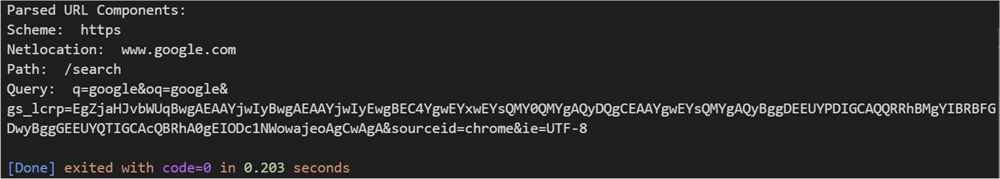 Parsed URL Components:
Scheme:  https
Netlocation:  www.google.com
Path:  /search
Query:  q=google&oq=google&
gs_lcrp=EgZjaHJvbWUqBwgAEAAYjwIyBwgAEAAYjwIyEwgBEC4YgwEYxwEYsQMY0QMYgAQyDQgCEAAYgwEYsQMYgAQyBggDEEUYPDIGCAQQRRhBMgYIBRBFG
DwyBggGEEUYQTIGCAcQBRhA0gEIODc1NWowajeoAgCwAgA&sourceid=chrome&ie=UTF-8
[Done] exited with code=0 in 0.203 seconds